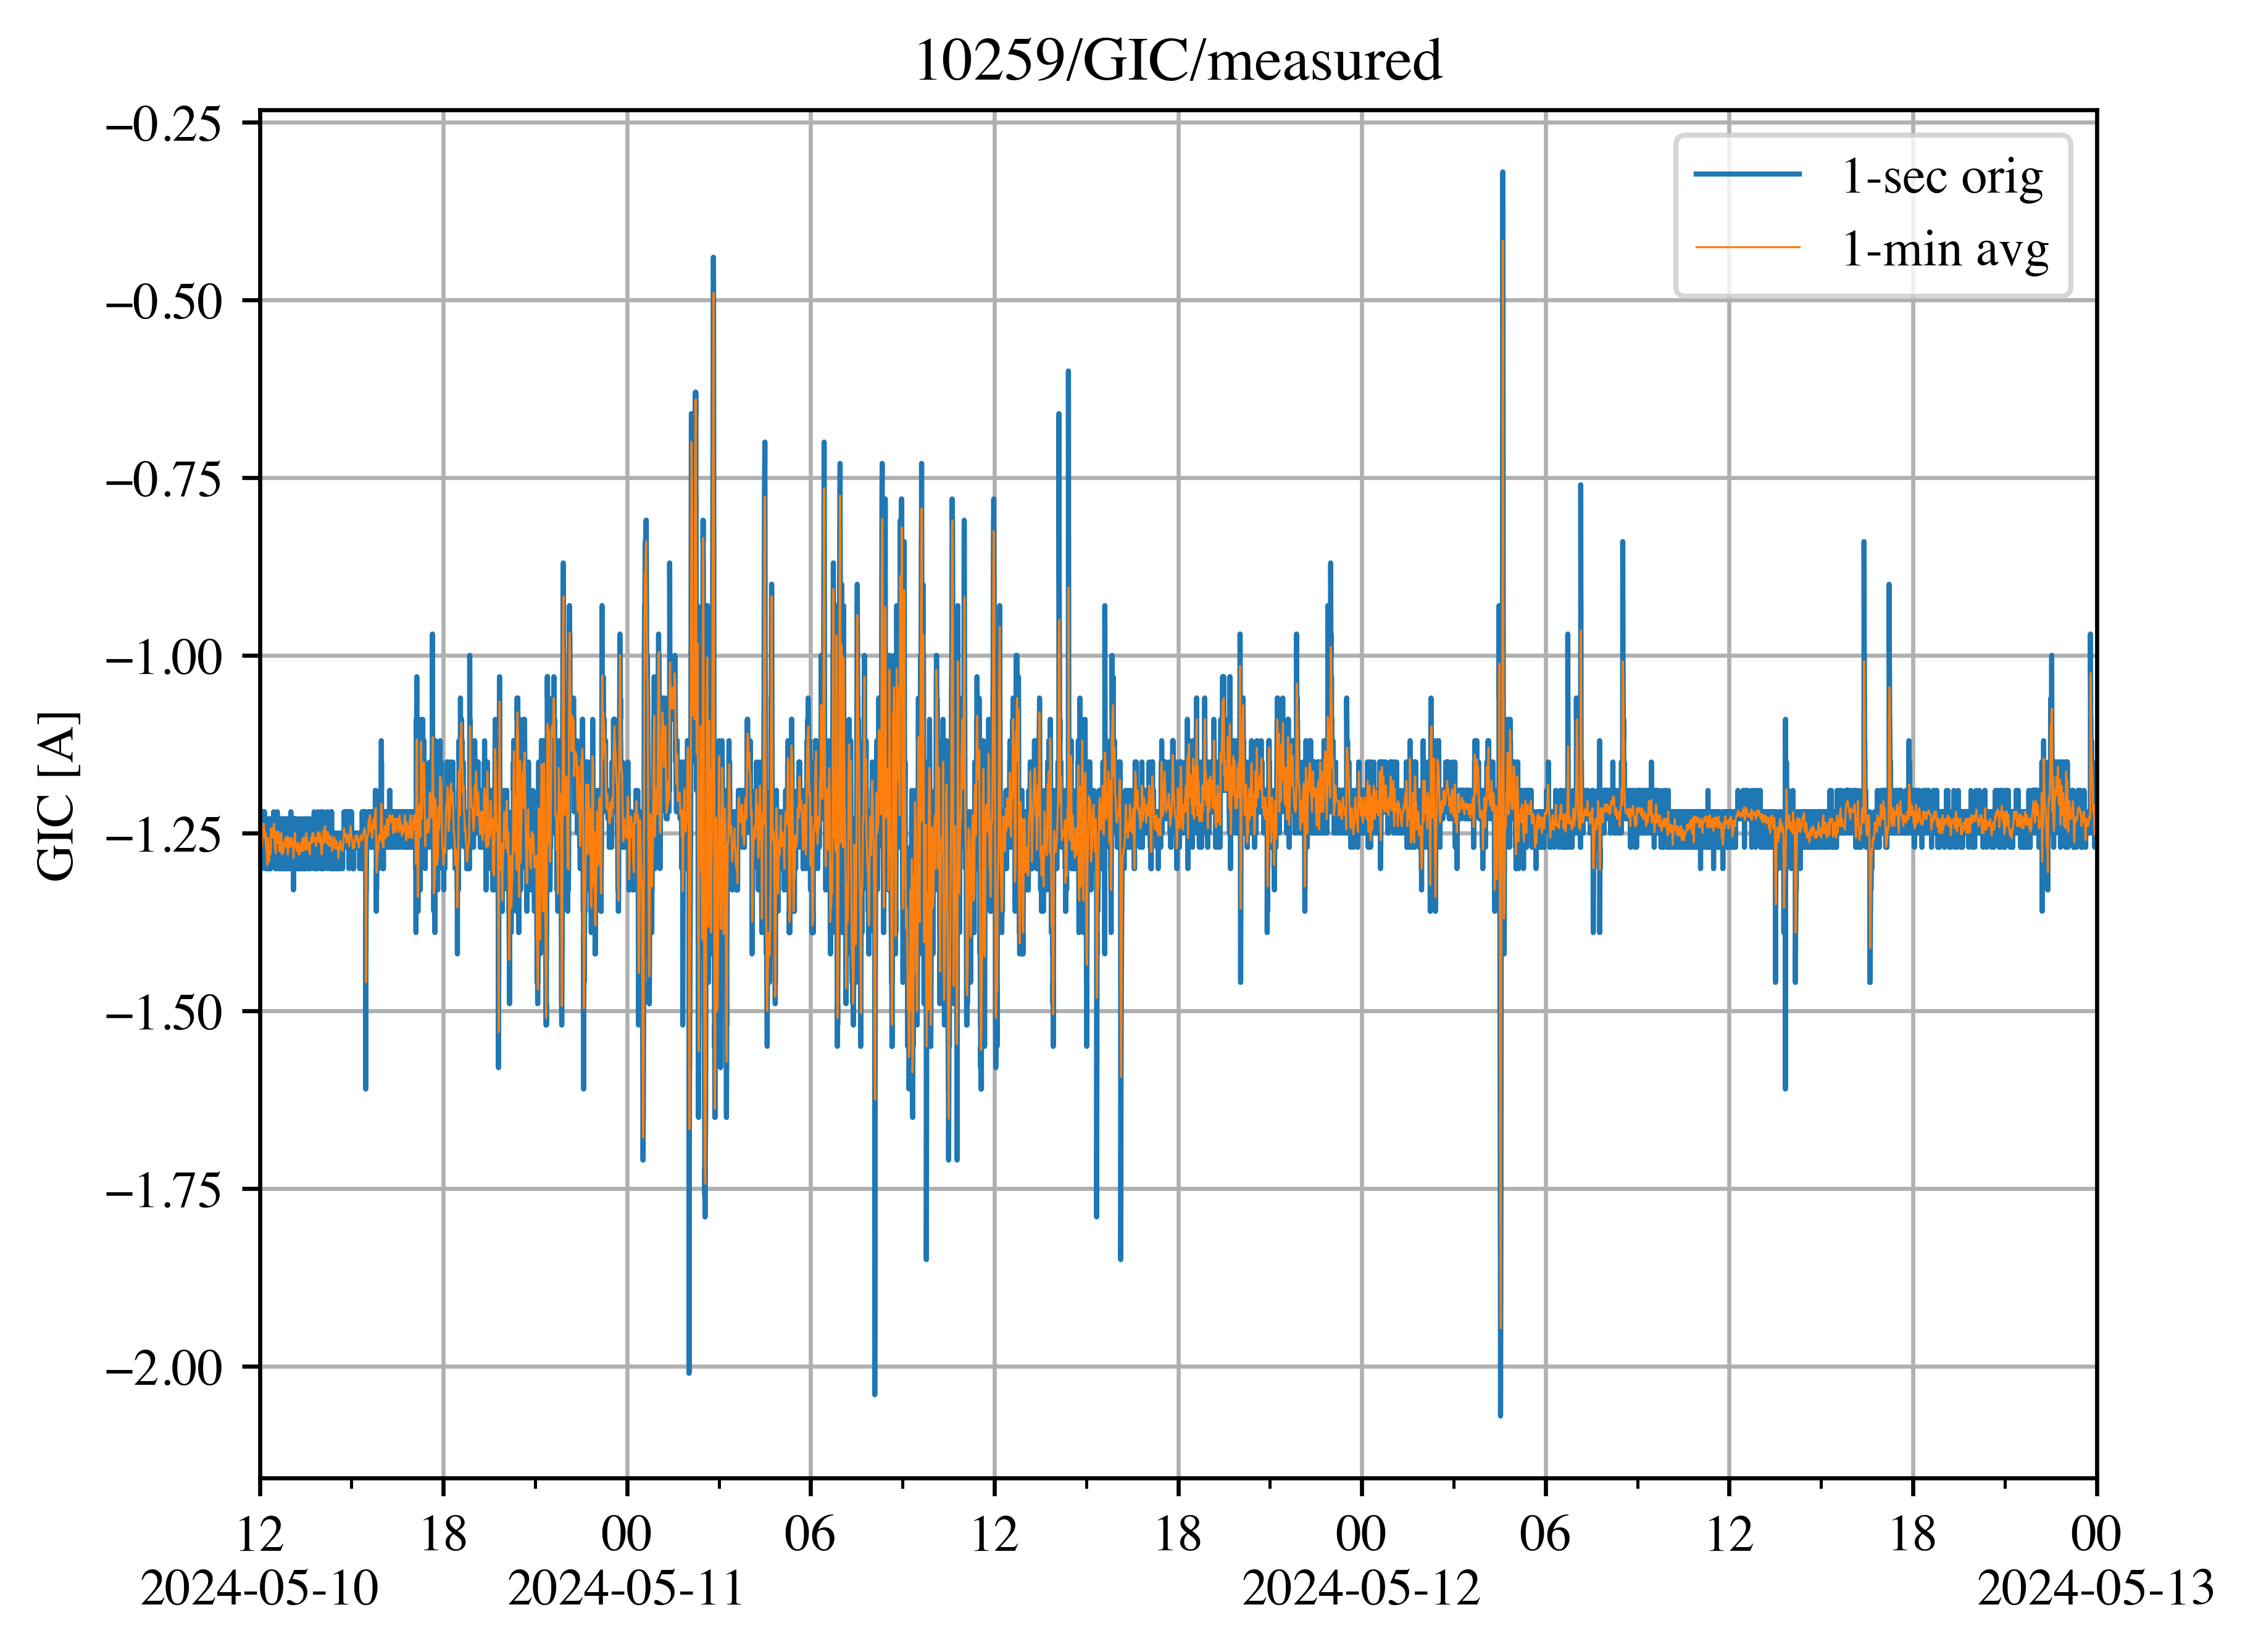 10259/GIC/measured
−0.25
−0.50
−0.75
−1.00
−1.25
−1.50
−1.75
−2.00
GIC [A]
1-sec orig
1-min avg
12 18 00 06 12 18 00 06 12 18 00
2024-05-10 2024-05-11 2024-05-12 2024-05-13